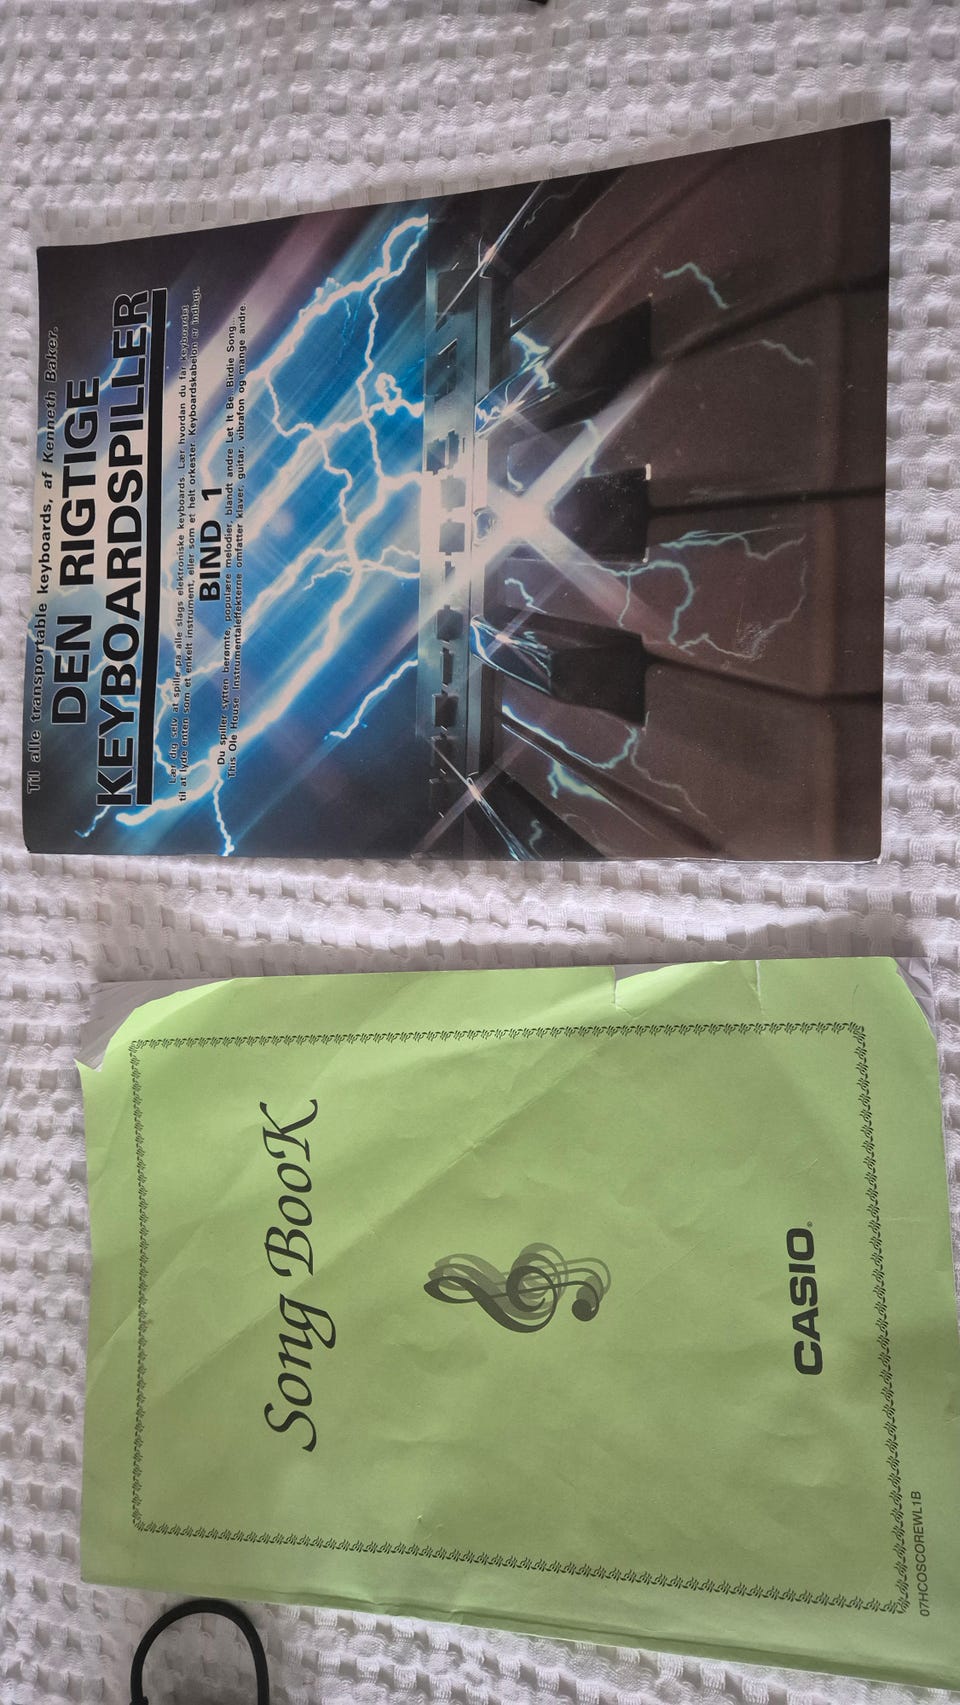 Til alle transportable keyboards, af Kenneth Baker.
DEN RIGTIGE
KEYBOARDSPILLER
Lær dig selv at spille på alle slags elektroniske keyboards. Lær hvordan du får keyboardet
til at lyde enten som et enkelt instrument, eller som et helt orkester. Keyboardskabelon er indlagt.
BIND 1
Du spiller sytten berømte, populære melodier, blandt andre Let It Be, Birdie Song...
This Ole House. Instrumentaleffekterne omfatter klaver, guitar, vibrafon og mange andre.
Song BooK
CASIO®
07HCOSCOREWL1B